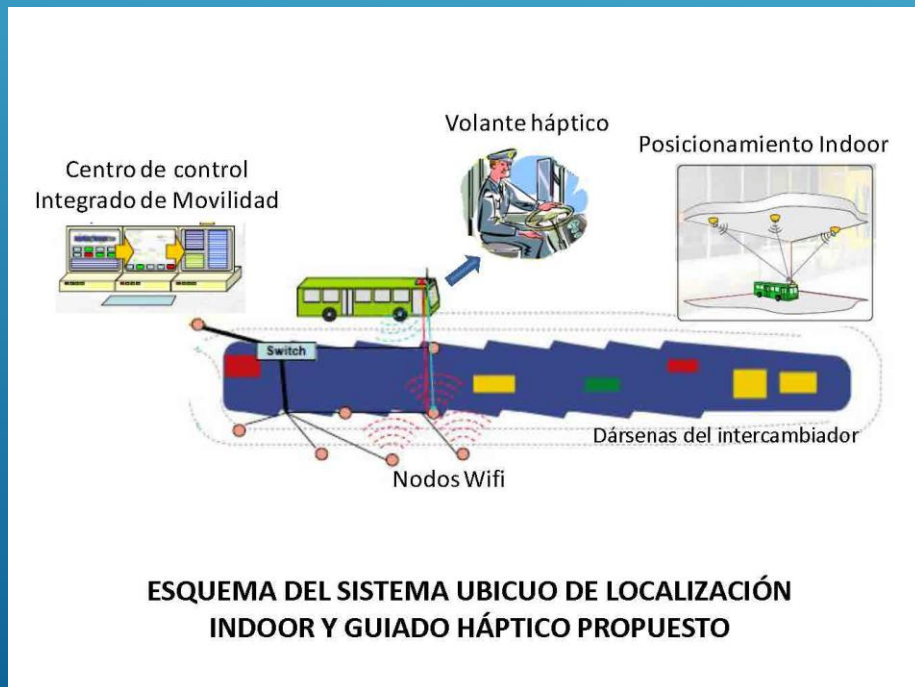 Volante háptico
Posicionamiento Indoor
Centro de control
Integrado de Movilidad
Switch
Dársenas del intercambiador
Nodos Wifi
ESQUEMA DEL SISTEMA UBICUO DE LOCALIZACIÓN
INDOOR Y GUIADO HÁPTICO PROPUESTO